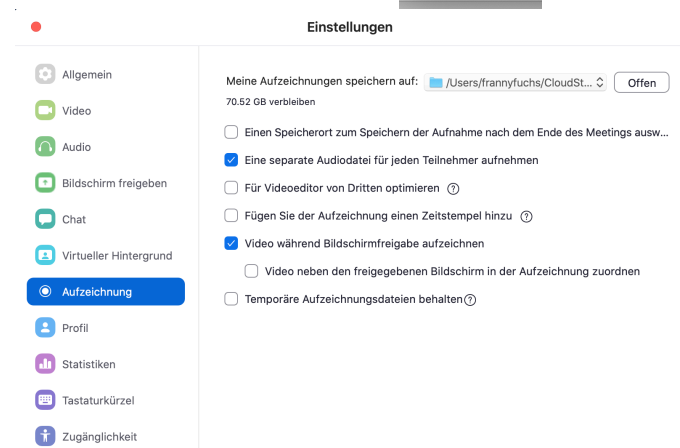 Einstellungen
Allgemein
Video
Audio
Bildschirm freigeben
Chat
Virtueller Hintergrund
Aufzeichnung
Profil
Statistiken
Tastaturkürzel
Zugänglichkeit
Meine Aufzeichnungen speichern auf: /Users/frannyfuchs/CloudSt... Offen
70.52 GB verbleiben
Einen Speicherort zum Speichern der Aufnahme nach dem Ende des Meetings ausw...
Eine separate Audiodatei für jeden Teilnehmer aufnehmen
Für Videoeditor von Dritten optimieren ?
Fügen Sie der Aufzeichnung einen Zeitstempel hinzu ?
Video während Bildschirmfreigabe aufzeichnen
Video neben den freigegebenen Bildschirm in der Aufzeichnung zuordnen
Temporäre Aufzeichnungsdateien behalten ?